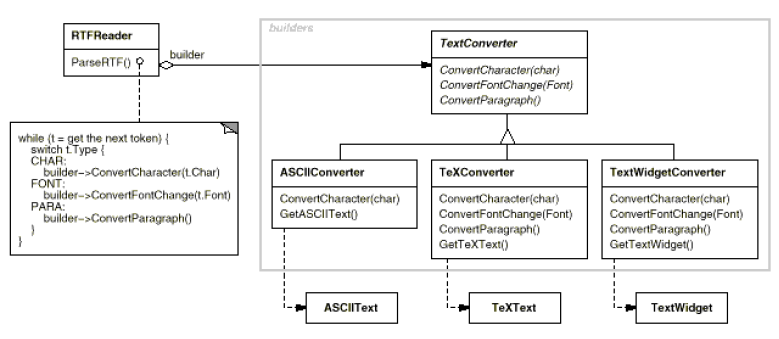 builders
RTFReader
ParseRTF()
builder
TextConverter
ConvertCharacter(char)
ConvertFontChange(Font)
ConvertParagraph()
while (t = get the next token) {
switch t.Type {
CHAR:
builder->ConvertCharacter(t.Char)
FONT:
builder->ConvertFontChange(t.Font)
PARA:
builder->ConvertParagraph()
}
}
ASCIIConverter
ConvertCharacter(char)
GetASCIIText()
TeXConverter
ConvertCharacter(char)
ConvertFontChange(Font)
ConvertParagraph()
GetTeXText()
TextWidgetConverter
ConvertCharacter(char)
ConvertFontChange(Font)
ConvertParagraph()
GetTextWidget()
ASCIIText
TeXText
TextWidget